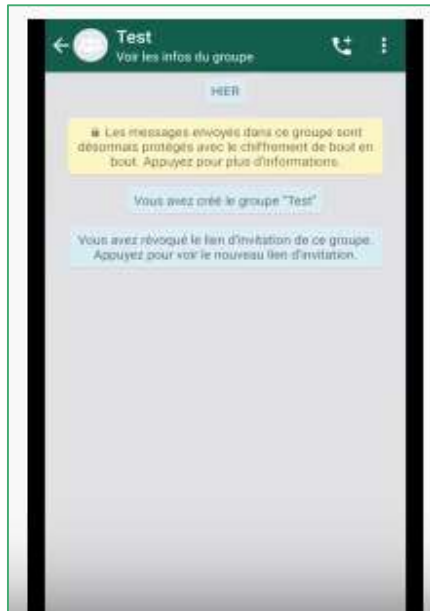 Test
Voir les infos du groupe
HIER
Les messages envoyés dans ce groupe sont
désormais protégés avec le chiffrement de bout en
bout. Appuyez pour plus d'informations.
Vous avez créé le groupe "Test"
Vous avez révoqué le lien d'invitation de ce groupe.
Appuyez pour voir le nouveau lien d'invitation.